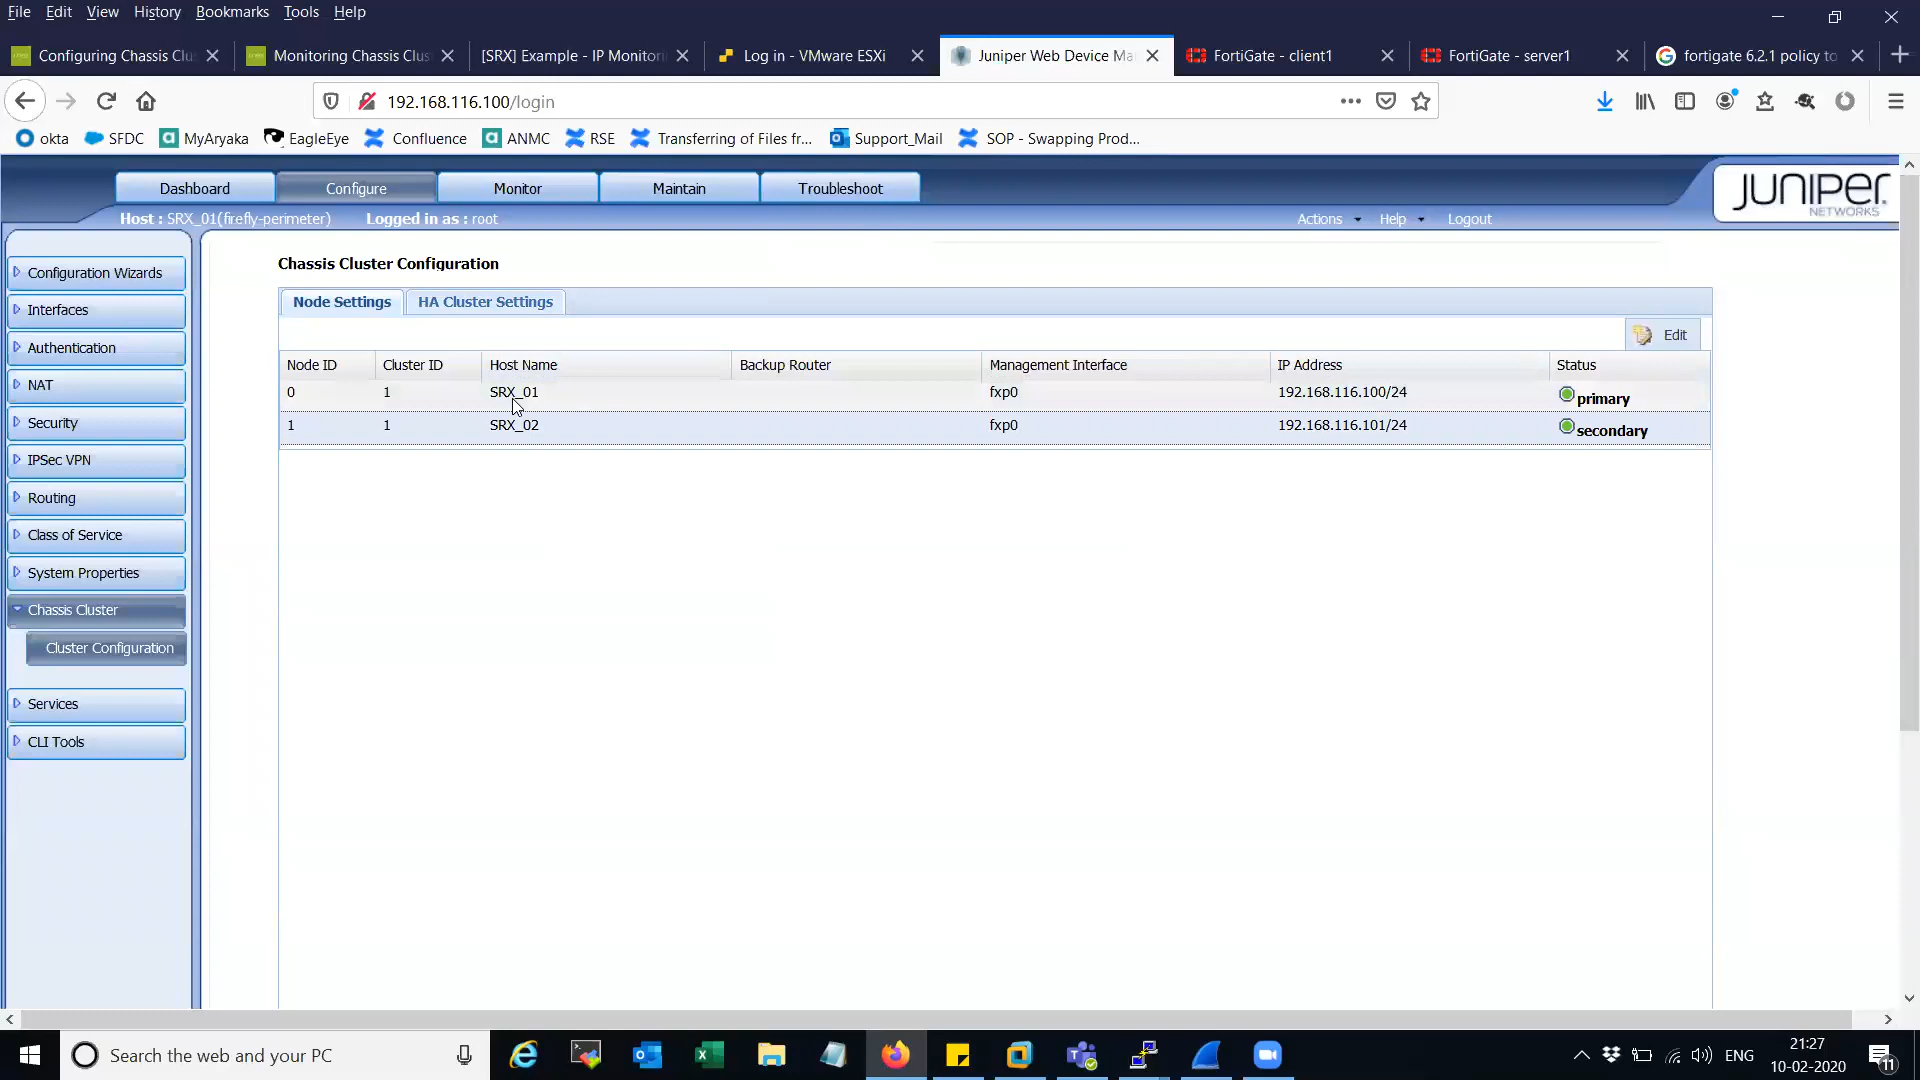 File Edit View History Bookmarks Tools Help
Configuring Chassis Clu
Monitoring Chassis Clus
[SRX] Example - IP Monitorin
Log in - VMware ESXi
Juniper Web Device Ma
FortiGate - client1
FortiGate - server1
fortigate 6.2.1 policy to
192.168.116.100/login
okta SFDC MyAryaka EagleEye Confluence ANMC RSE Transferring of Files fr... Support_Mail SOP - Swapping Prod...
Dashboard Configure Monitor Maintain Troubleshoot
JUNIPER
NETWORKS
Host : SRX_01(firefly-perimeter) Logged in as : root Actions Help Logout
Configuration Wizards
Interfaces
Authentication
NAT
Security
IPSec VPN
Routing
Class of Service
System Properties
Chassis Cluster
Cluster Configuration
Services
CLI Tools
Chassis Cluster Configuration
Node Settings HA Cluster Settings
Edit
Node ID Cluster ID Host Name Backup Router Management Interface IP Address Status
0 1 SRX_01 fxp0 192.168.116.100/24 primary
1 1 SRX_02 fxp0 192.168.116.101/24 secondary
Search the web and your PC
ENG
21:27
10-02-2020
11